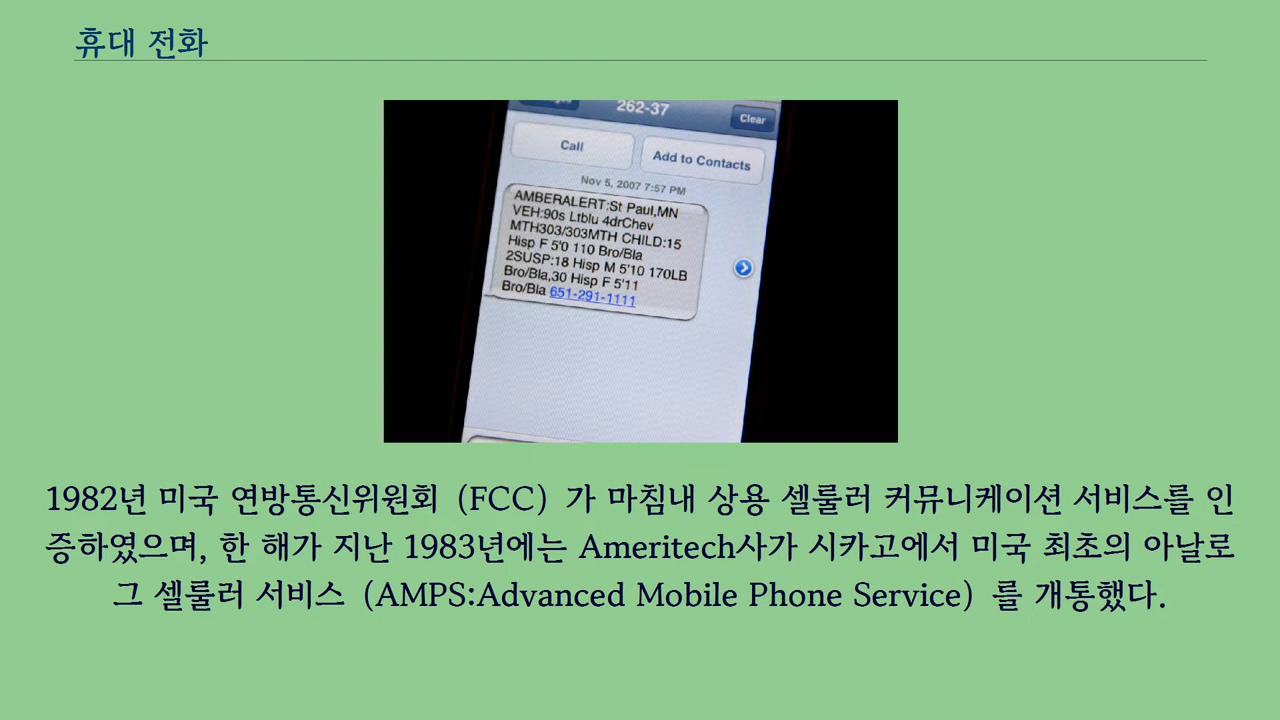 휴대 전화
262-37
Clear
Call
Add to Contacts
Nov 5, 2007 7:57 PM
AMBERALERT:St Paul,MN
VEH:90s Ltblu 4drChev
MTH303/303MTH CHILD:15
Hisp F 5'0 110 Bro/Bla
2SUSP:18 Hisp M 5'10 170LB
Bro/Bla,30 Hisp F 5'11
Bro/Bla 651-291-1111
1982년 미국 연방통신위원회 (FCC) 가 마침내 상용 셀룰러 커뮤니케이션 서비스를 인
증하였으며, 한 해가 지난 1983년에는 Ameritech사가 시카고에서 미국 최초의 아날로
그 셀룰러 서비스 (AMPS:Advanced Mobile Phone Service) 를 개통했다.